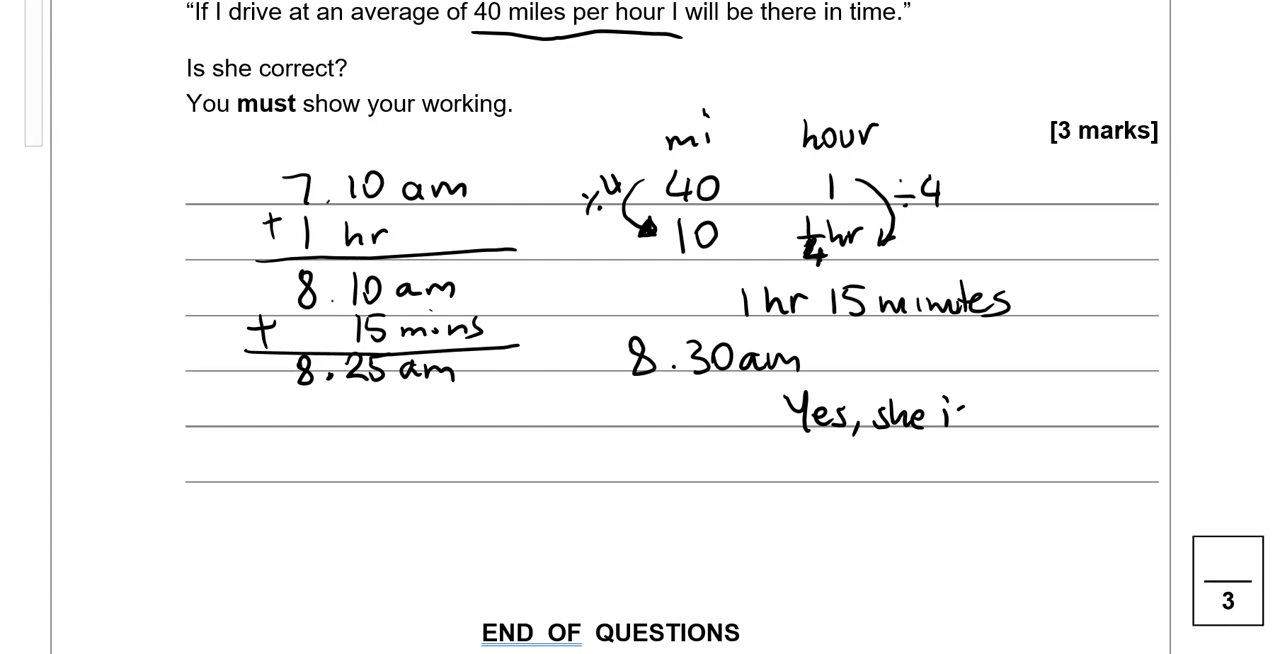 “If I drive at an average of 40 miles per hour I will be there in time.”
Is she correct?
You must show your working.
[3 marks]
mi hour
7.10 am
÷4 40 1 ÷4
+ 1 hr
10 1/4 hr
8.10 am
1 hr 15 minutes
+ 15 mins
8.30am
8.25 am
Yes, she i
3
END OF QUESTIONS